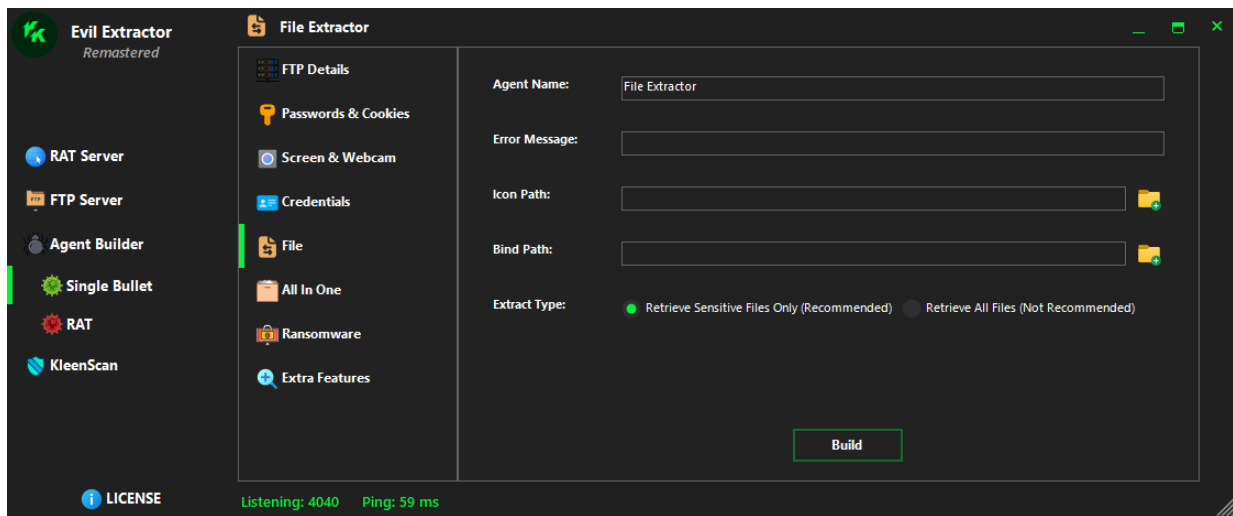 Evil Extractor
Remastered
RAT Server
FTP Server
Agent Builder
Single Bullet
RAT
KleenScan
LICENSE
File Extractor
FTP Details
Passwords & Cookies
Screen & Webcam
Credentials
File
All In One
Ransomware
Extra Features
Agent Name: File Extractor
Error Message:
Icon Path:
Bind Path:
Extract Type: Retrieve Sensitive Files Only (Recommended) Retrieve All Files (Not Recommended)
Build
Listening: 4040 Ping: 59 ms